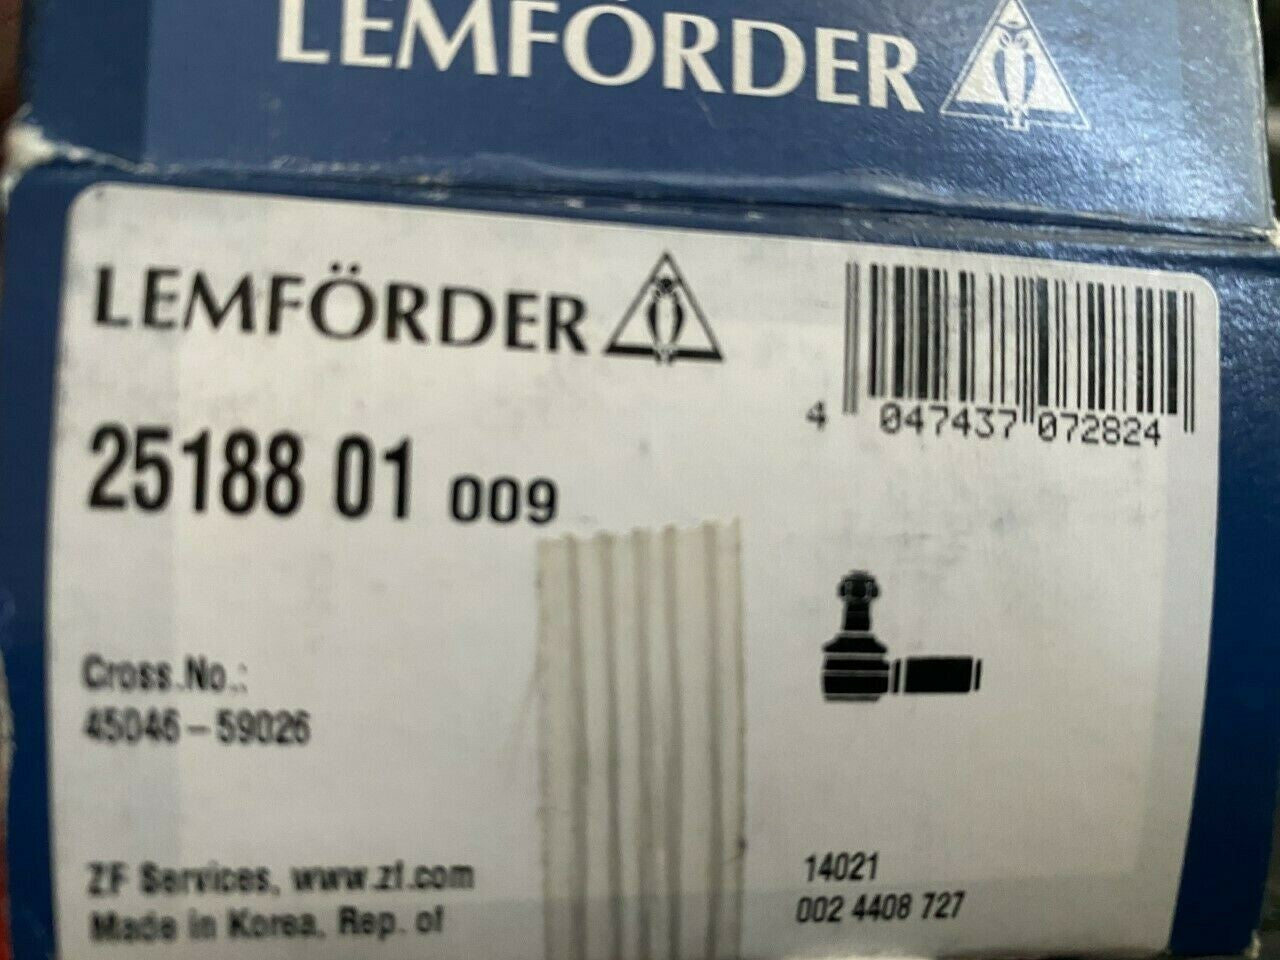 LEMFÖRDER
LEMFÖRDER
4 047437 072824
25188 01 009
Cross.No.:
45046-59026
ZF Services, www.zf.com
Made in Korea, Rep. of
14021
002 4408 727